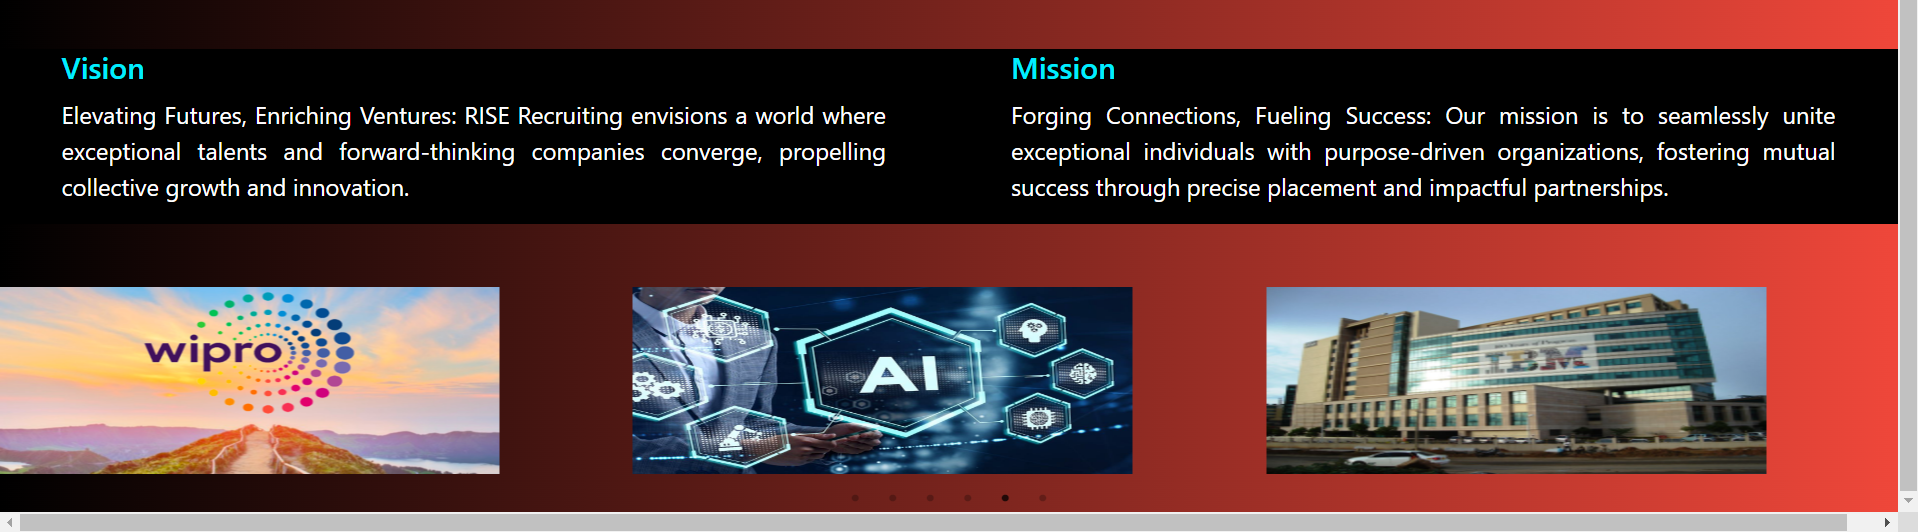 Vision
Elevating Futures, Enriching Ventures: RISE Recruiting envisions a world where
exceptional talents and forward-thinking companies converge, propelling
collective growth and innovation.
Mission
Forging Connections, Fueling Success: Our mission is to seamlessly unite
exceptional individuals with purpose-driven organizations, fostering mutual
success through precise placement and impactful partnerships.
wipro
AI
IBM